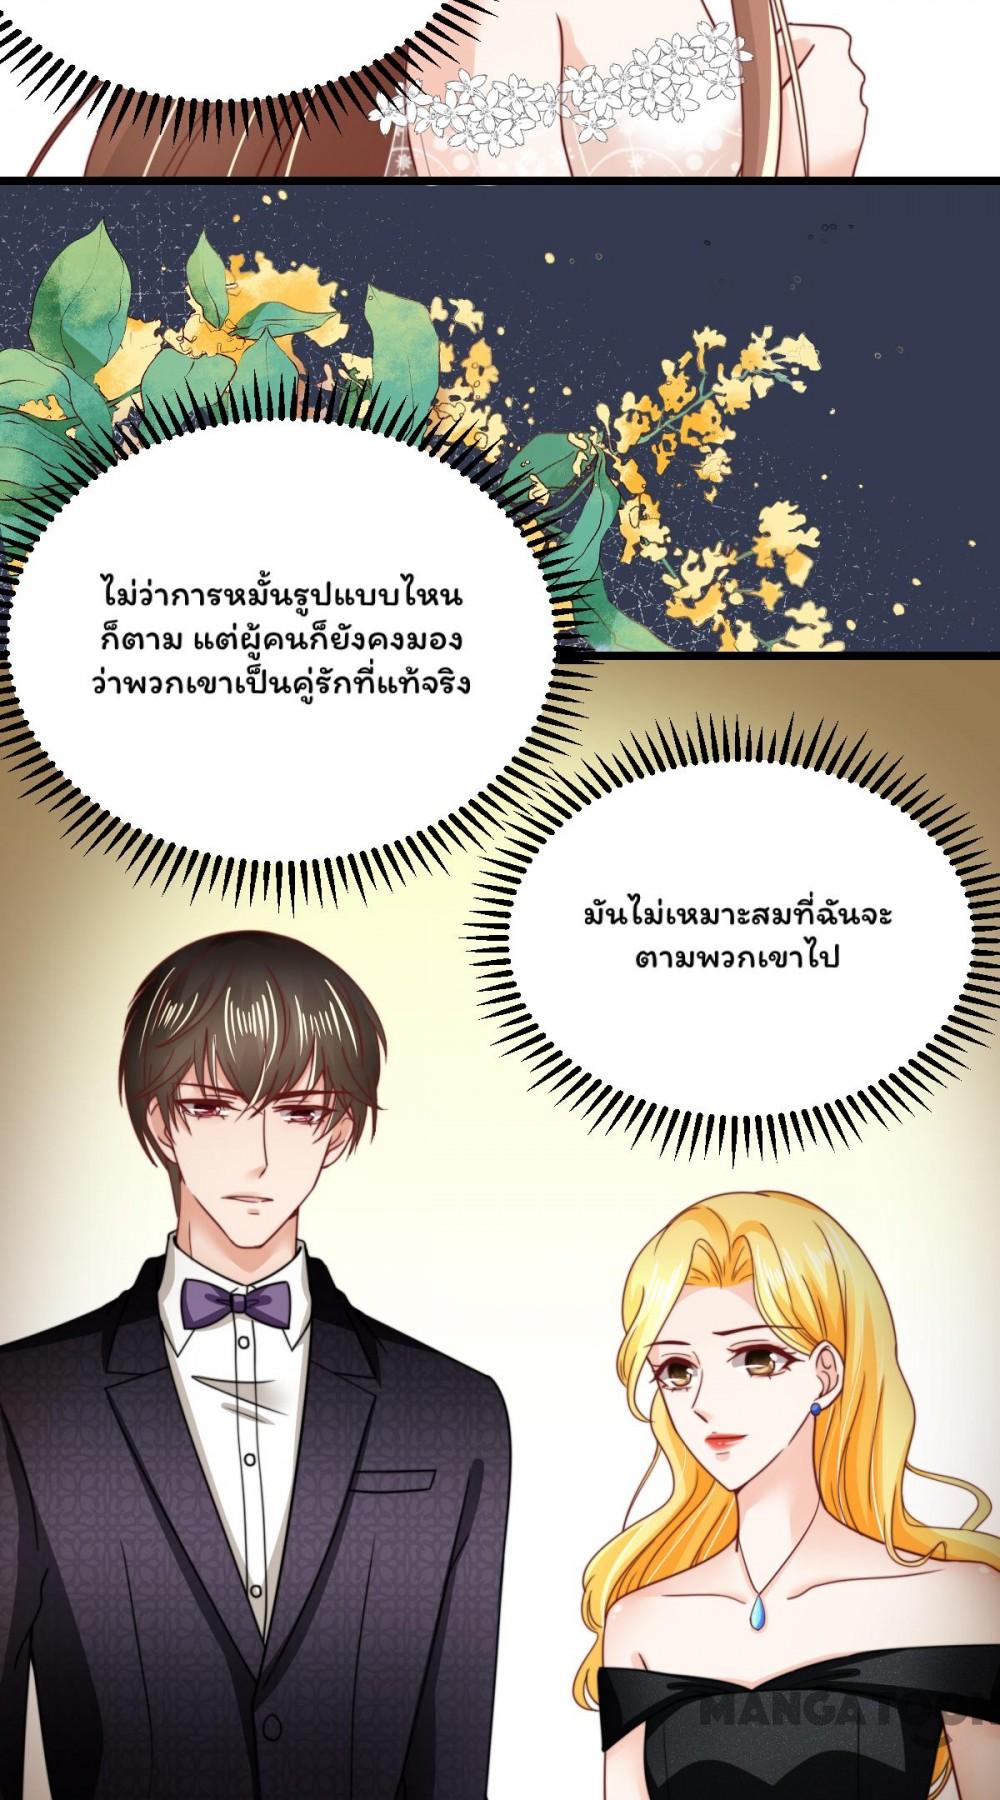 ไม่ว่าการหมั้นรูปแบบไหน
ก็ตาม แต่ผู้คนก็ยังคงมอง
ว่าพวกเขาเป็นคู่รักที่แท้จริง
มันไม่เหมาะสมที่ฉันจะ
ตามพวกเขาไป
MANGATOON